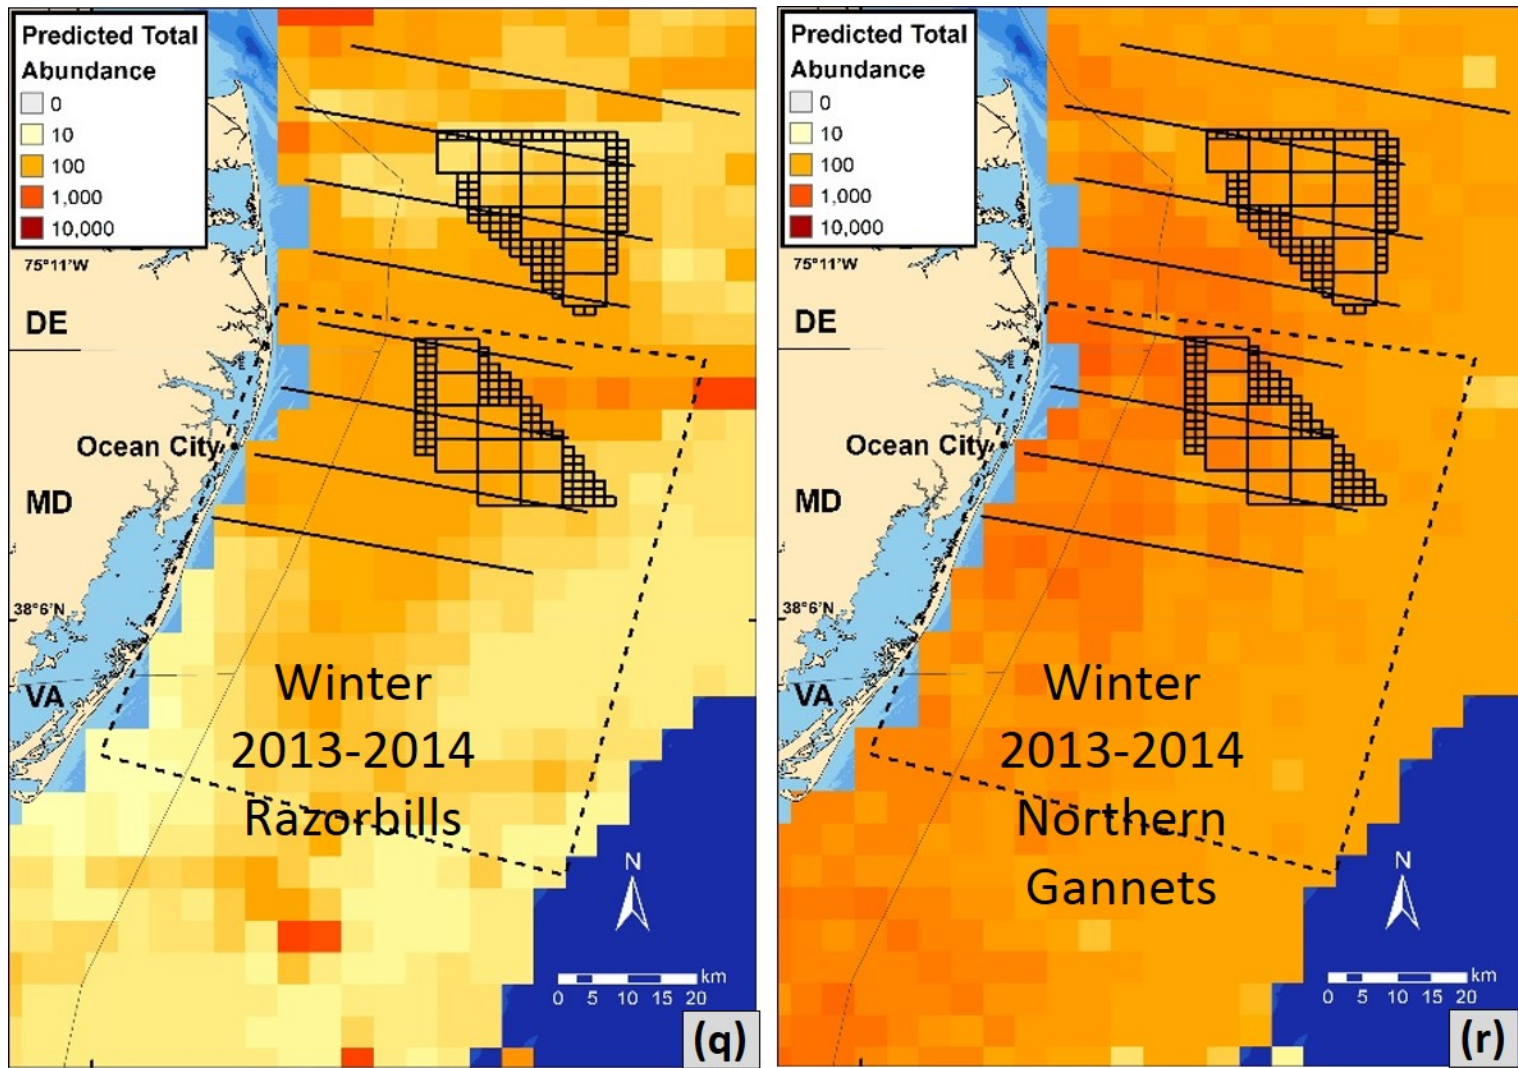 Predicted Total
Abundance
0
10
100
1,000
10,000
75°11'W
DE
Ocean City
MD
38°6'N
VA
Winter
2013-2014
Razorbills
N
km
0 5 10 15 20
(q)
Predicted Total
Abundance
0
10
100
1,000
10,000
75°11'W
DE
Ocean City
MD
38°6'N
VA
Winter
2013-2014
Northern
Gannets
N
km
0 5 10 15 20
(r)